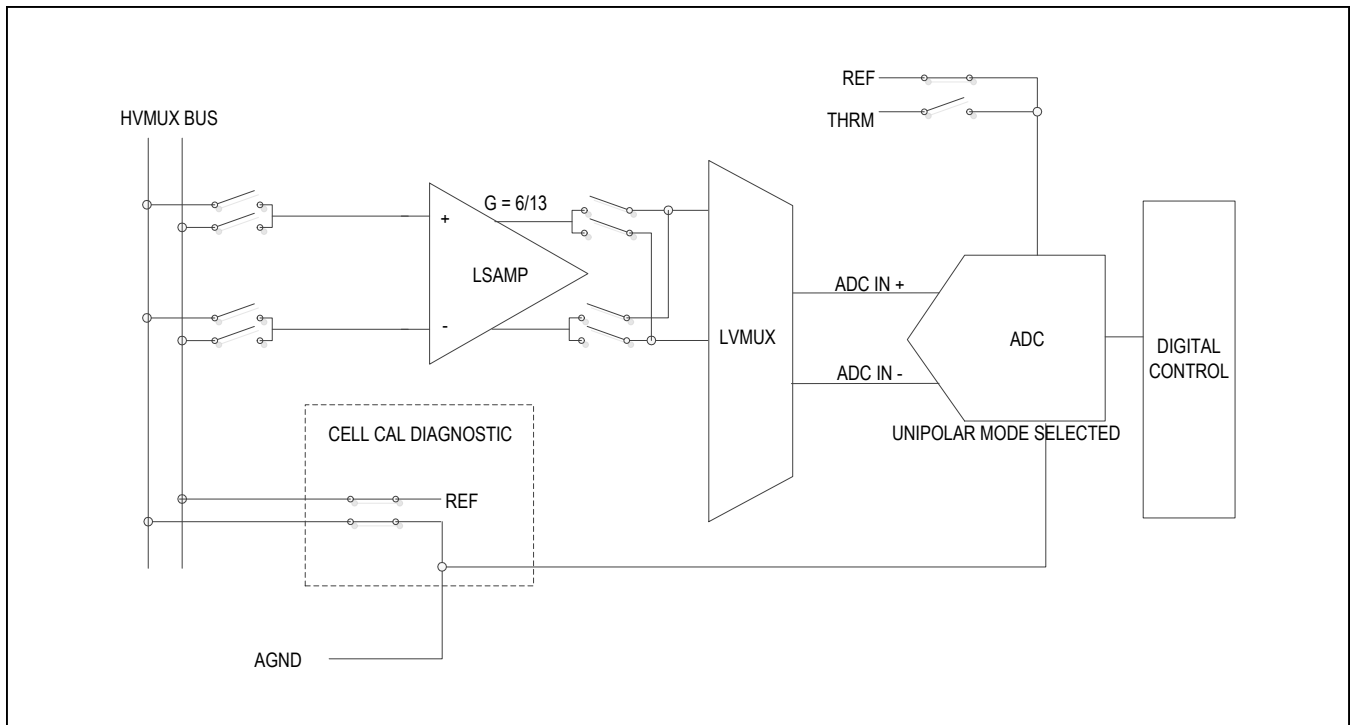 REF
THRM
HVMUX BUS
G = 6/13
+
LSAMP
-
LVMUX
ADC IN +
ADC IN -
ADC
UNIPOLAR MODE SELECTED
DIGITAL
CONTROL
CELL CAL DIAGNOSTIC
REF
AGND